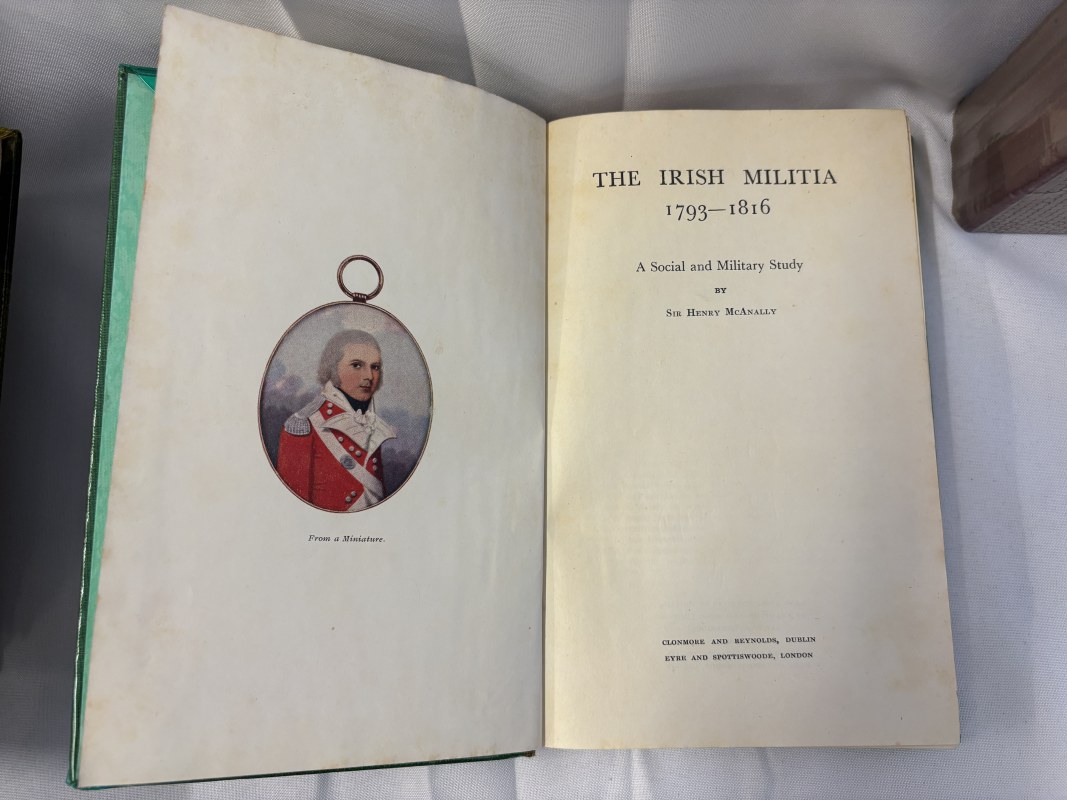 From a Miniature.
THE IRISH MILITIA
1793—1816
A Social and Military Study
BY
SIR HENRY MCANALLY
CLONMORE AND REYNOLDS, DUBLIN
EYRE AND SPOTTISWOODE, LONDON